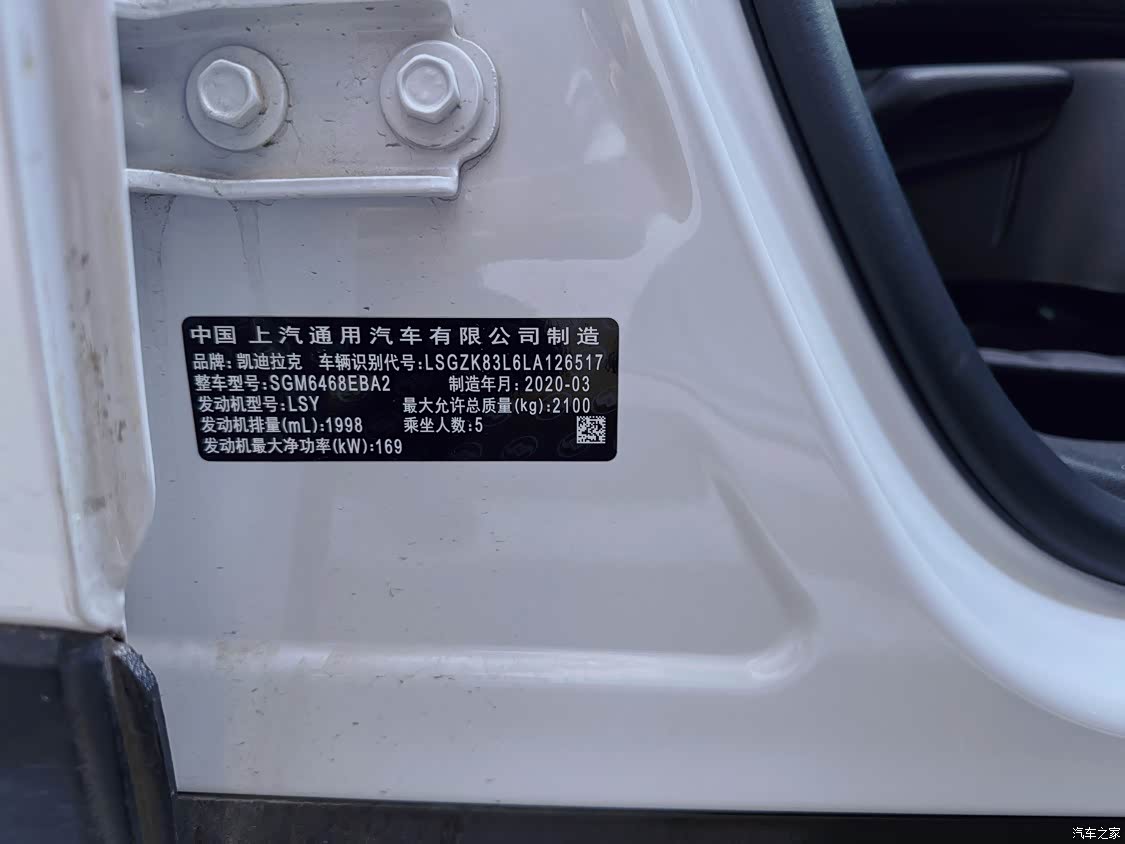 中国 上汽通用汽车有限公司制造
品牌:凯迪拉克 车辆识别代号:LSGZK83L6LA126517
整车型号:SGM6468EBA2 制造年月:2020-03
发动机型号:LSY 最大允许总质量(kg):2100
发动机排量(mL):1998 乘坐人数:5
发动机最大净功率(kW):169
汽车之家